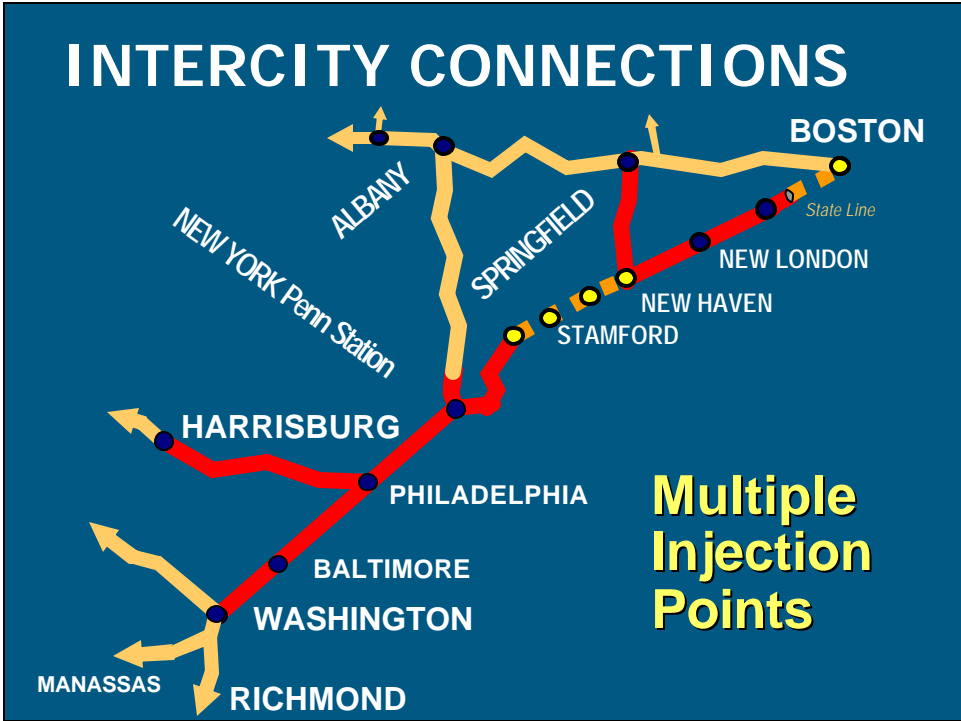 INTERCITY CONNECTIONS
BOSTON
ALBANY
State Line
SPRINGFIELD
NEW YORK Penn Station
NEW LONDON
NEW HAVEN
STAMFORD
HARRISBURG
PHILADELPHIA
Multiple
Injection
Points
BALTIMORE
WASHINGTON
MANASSAS
RICHMOND